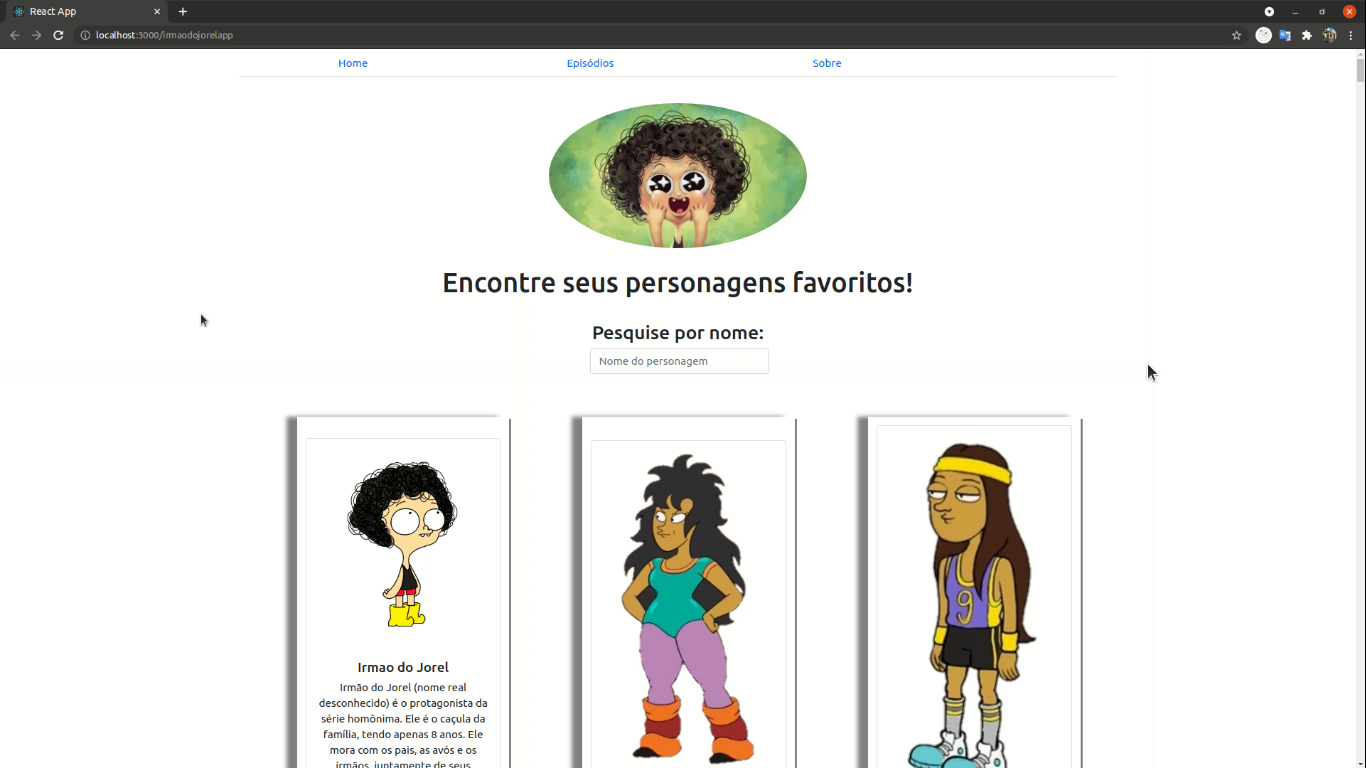 React App
localhost:3000/irmaodojorelapp
Home
Episódios
Sobre
Encontre seus personagens favoritos!
Pesquise por nome:
Nome do personagem
9
Irmao do Jorel
Irmão do Jorel (nome real
desconhecido) é o protagonista da
série homônima. Ele é o caçula da
família, tendo apenas 8 anos. Ele
mora com os pais, as avós e os
irmãos, juntamente de seus